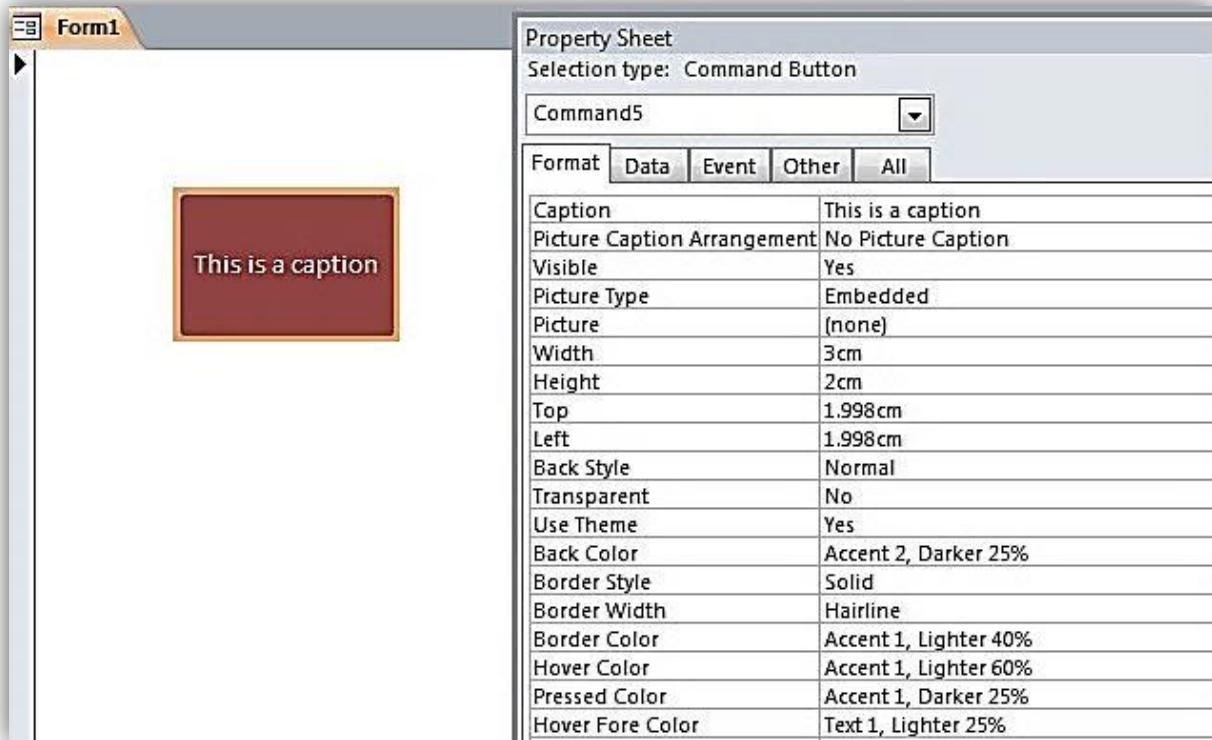 Form1
This is a caption
Property Sheet
Selection type: Command Button
Command5
Format Data Event Other All
Caption This is a caption
Picture Caption Arrangement No Picture Caption
Visible Yes
Picture Type Embedded
Picture (none)
Width 3cm
Height 2cm
Top 1.998cm
Left 1.998cm
Back Style Normal
Transparent No
Use Theme Yes
Back Color Accent 2, Darker 25%
Border Style Solid
Border Width Hairline
Border Color Accent 1, Lighter 40%
Hover Color Accent 1, Lighter 60%
Pressed Color Accent 1, Darker 25%
Hover Fore Color Text 1, Lighter 25%